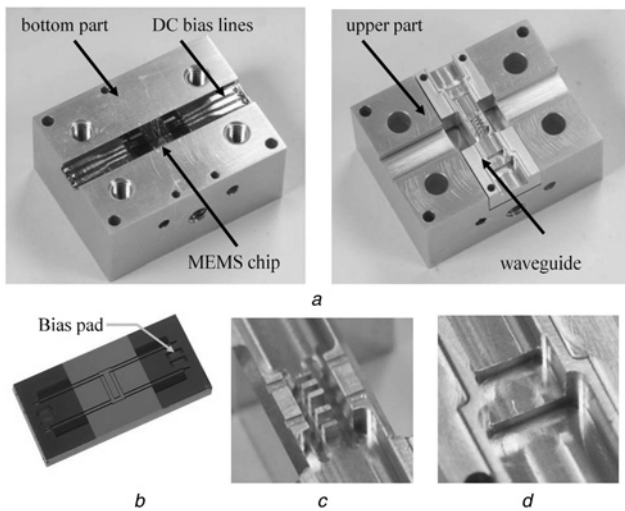 bottom part
DC bias lines
upper part
MEMS chip
waveguide
a
Bias pad
b
c
d